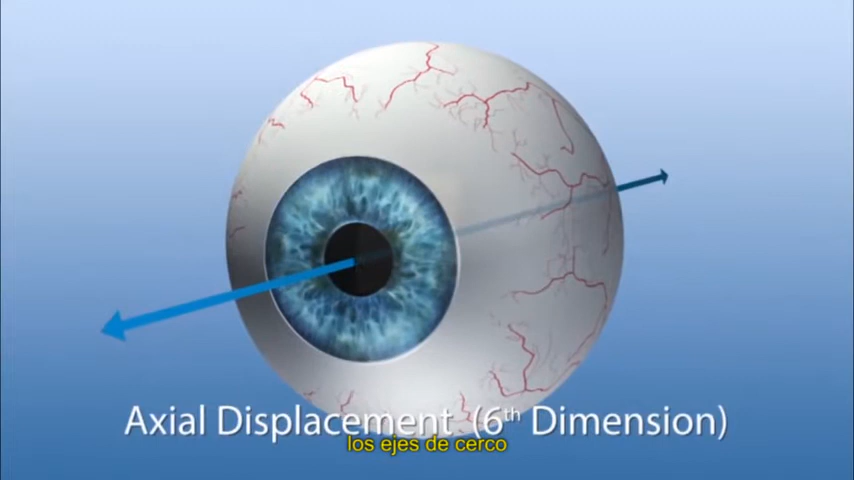 Axial Displacement (6th Dimension)
los ejes de cerco